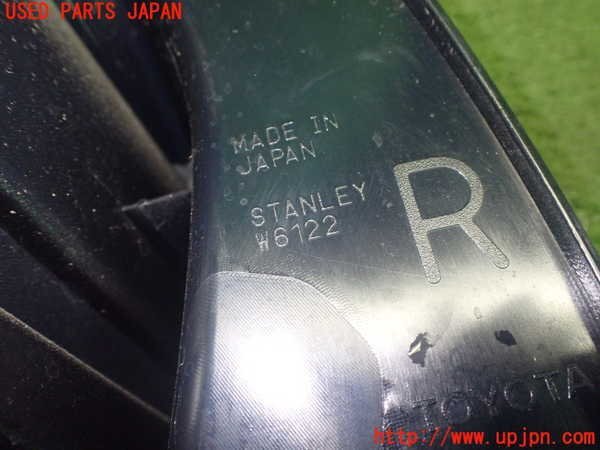 USED PARTS JAPAN
MADE IN
JAPAN
STANLEY
W6122
R
TOYOTA
http://www.upjpn.com/